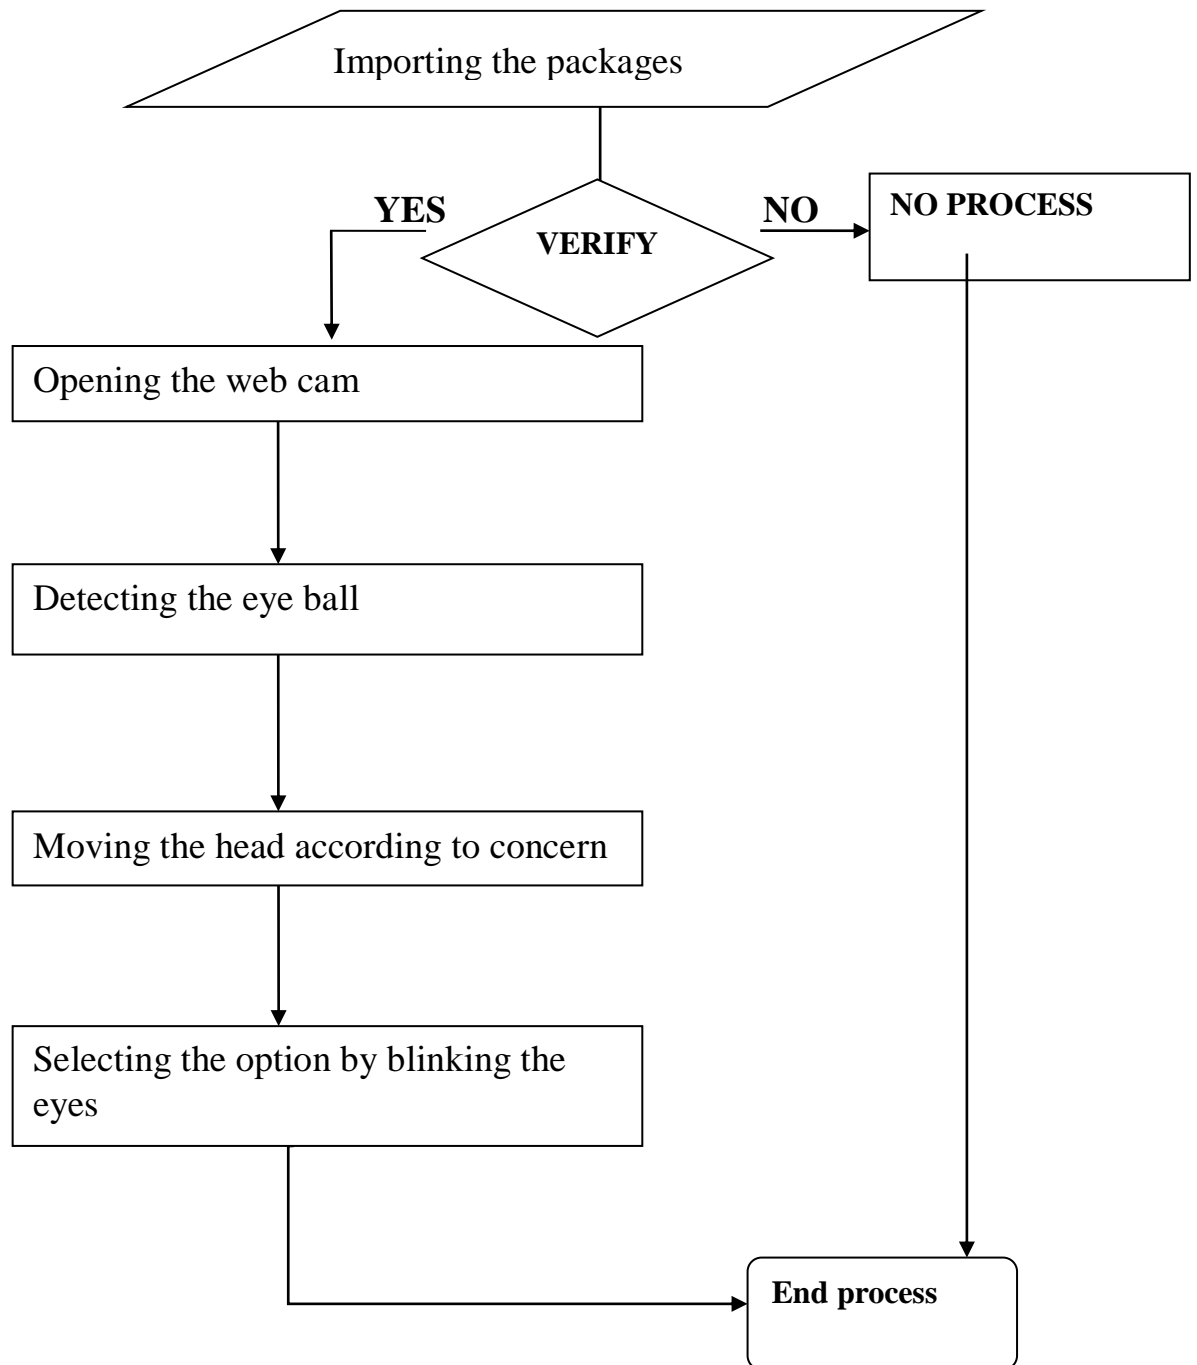 Importing the packages
YES
NO
NO PROCESS
VERIFY
Opening the web cam
Detecting the eye ball
Moving the head according to concern
Selecting the option by blinking the
eyes
End process